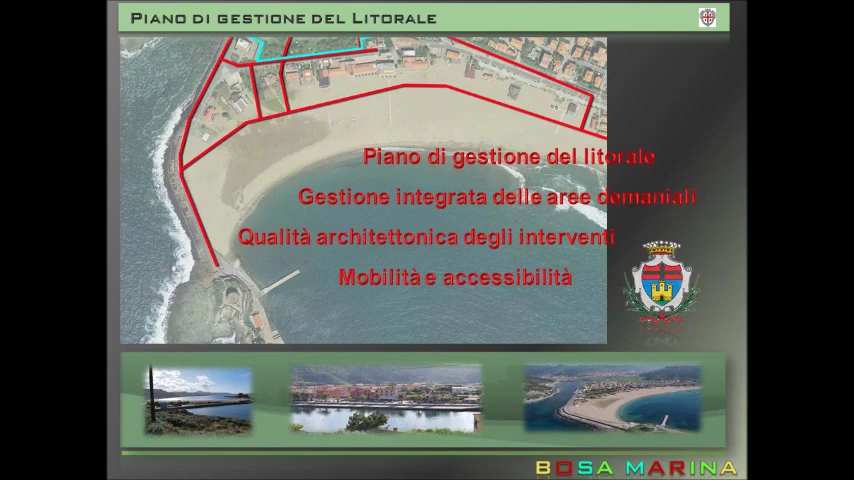 Piano di gestione del Litorale
Piano di gestione del litorale
Gestione integrata delle aree demaniali
Qualità architettonica degli interventi
Mobilità e accessibilità
BOSA MARINA